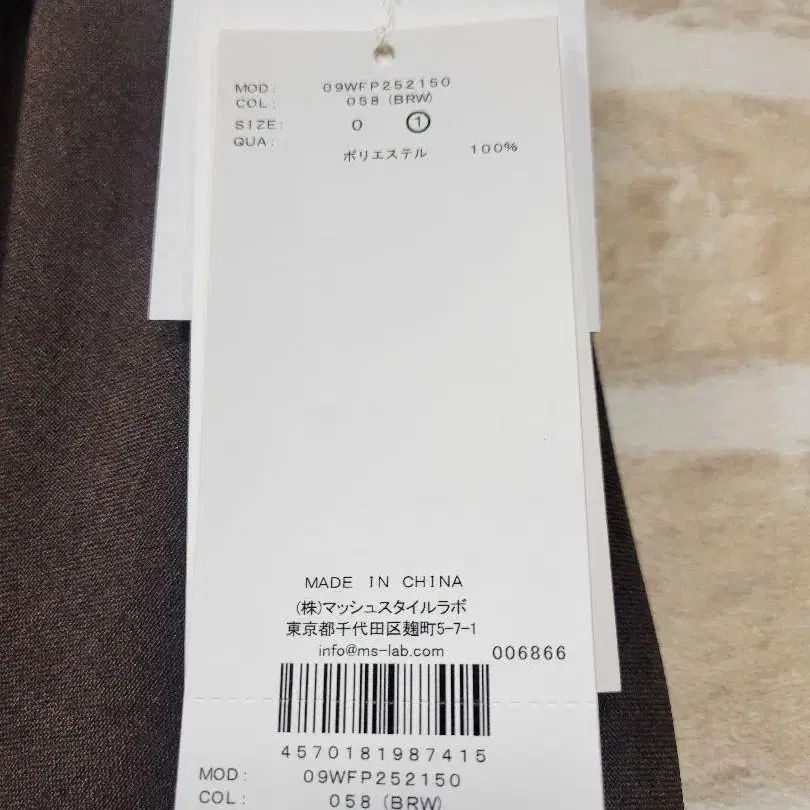 MOD: 09WFP252150
COL: 058 (BRW)
SIZE: 0 ①
QUA: ポリエステル 100%
MADE IN CHINA
(株)マッシュスタイルラボ
東京都千代田区麹町5-7-1
info@ms-lab.com 006866
4570181987415
MOD: 09WFP252150
COL: 058 (BRW)